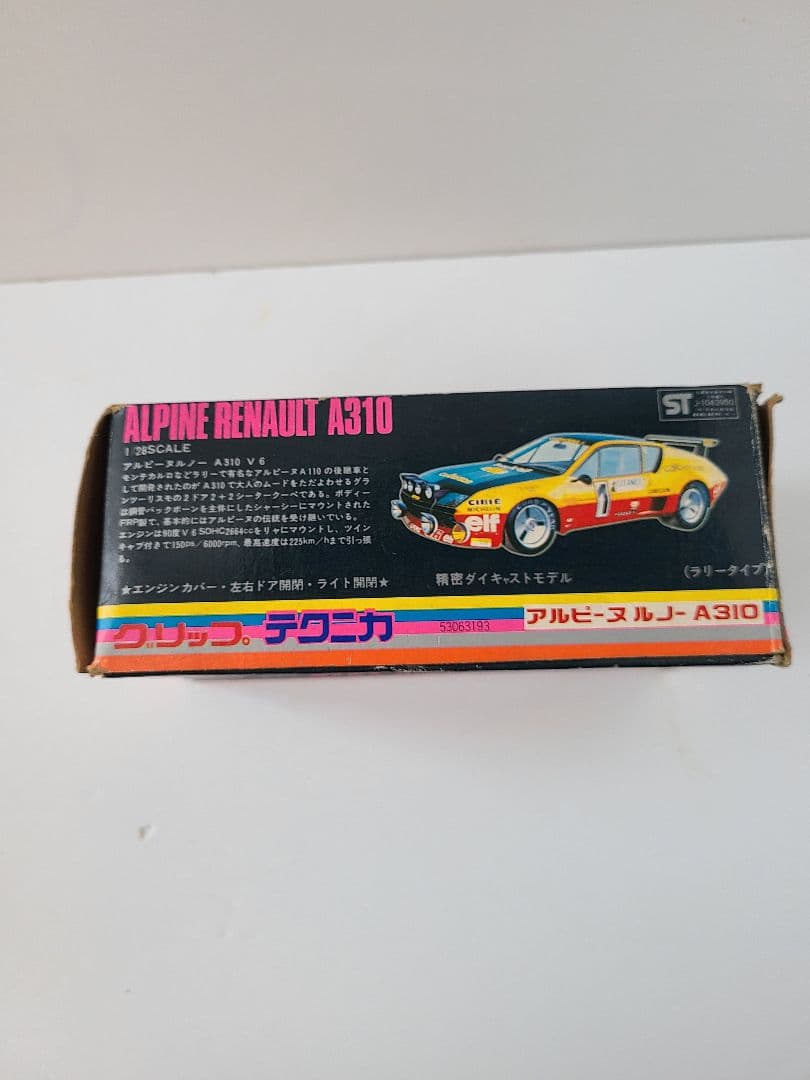 ALPINE RENAULT A310
1/28SCALE
アルピーヌルノー A310 V6
モンテカルロなどラリーで有名なアルピーヌA110の後継車と
して開発されたのがA310で大人のムードをただよわせるグラ
ンツーリスモの2ドア2+2シータークーペである。ボディー
は鋼管バックボーンを主体にしたシャーシーにマウントされた
FRP製で、基本的にはアルピーヌの伝統を受け継いている。
エンジンは90度V6 SOHC2664ccをリヤにマウントし、ツイン
キャブ付きで150ps/6000rpm、最高速度は225km/hまで引っ張
る。
★エンジンカバー・左右ドア開閉・ライト開閉★
ST
CIBIÉ
MICHELIN
elf
1
精密ダイキャストモデル
(ラリータイプ)
グリップ テクニカ
53063193
アルピーヌルノーA310